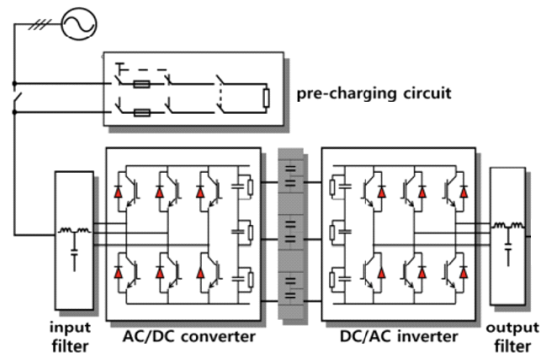 pre-charging circuit
input
filter
AC/DC converter
DC/AC inverter
output
filter